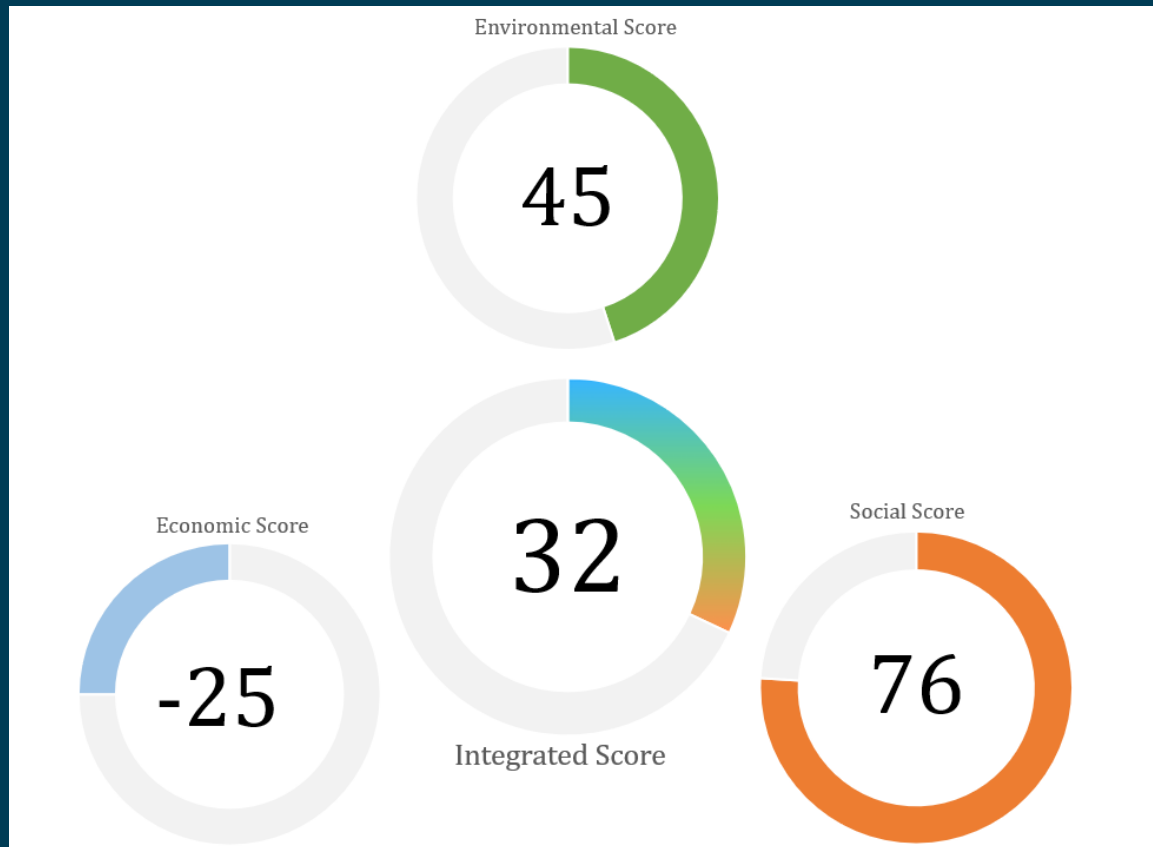 Environmental Score
45
32
Integrated Score
Economic Score
-25
Social Score
76